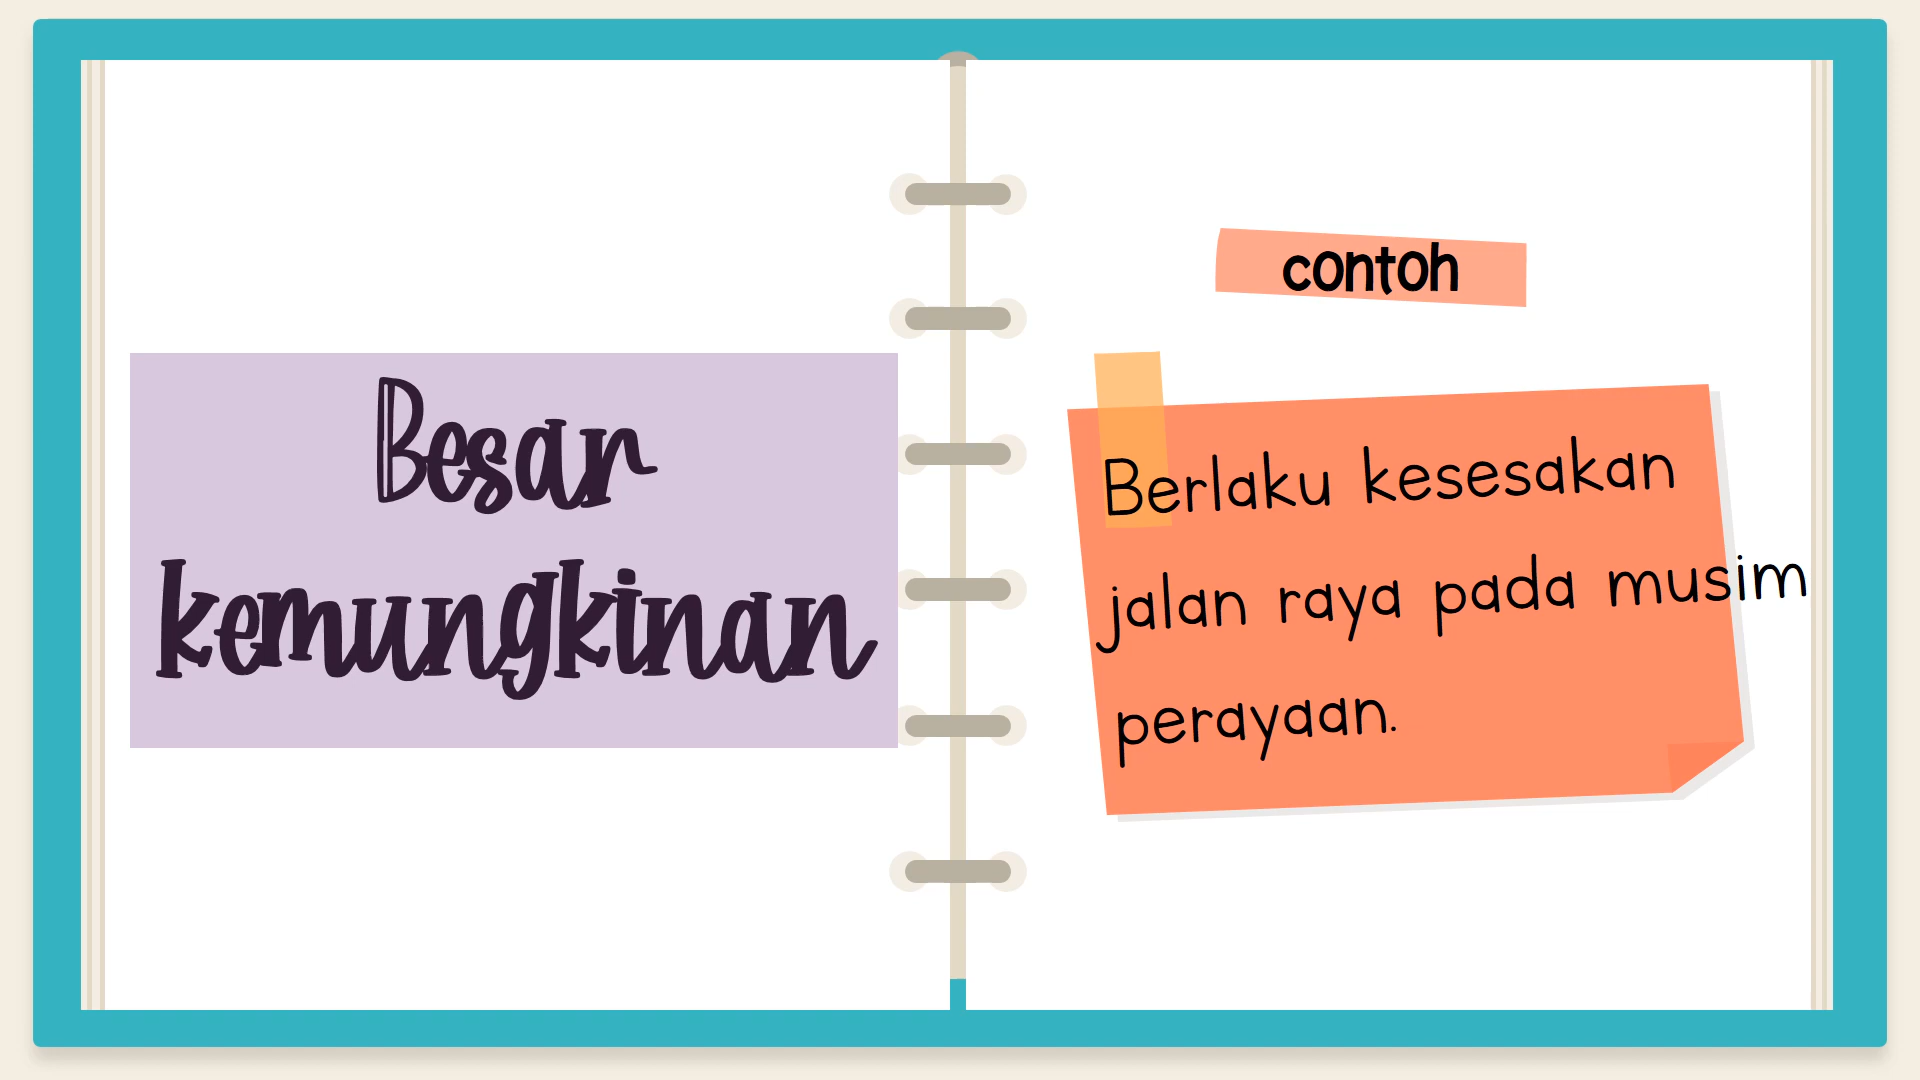 Besar
kemungkinan
contoh
Berlaku kesesakan
jalan raya pada musim
perayaan.